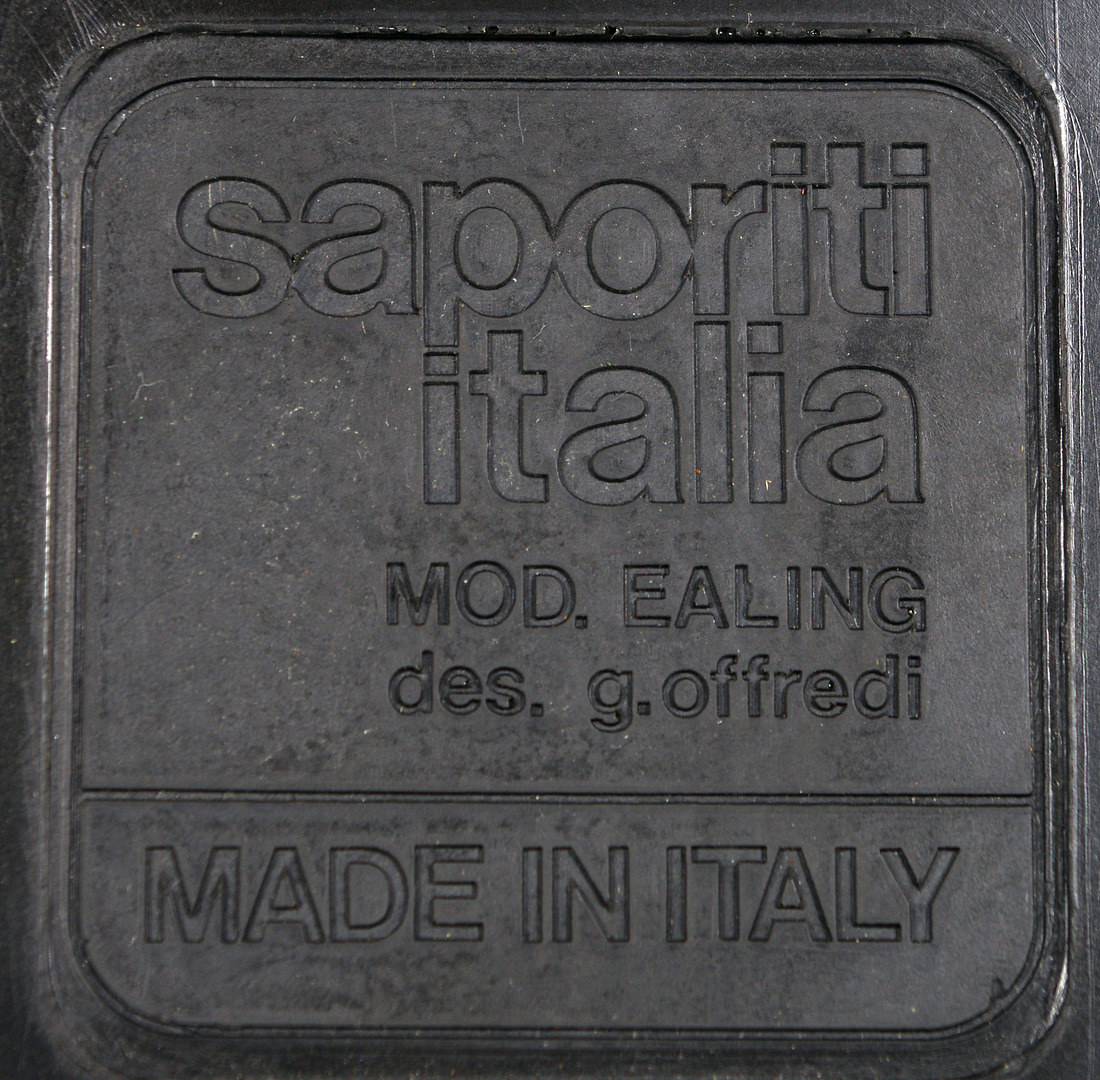 saporiti
italia
MOD. EALING
des. g.offredi
MADE IN ITALY